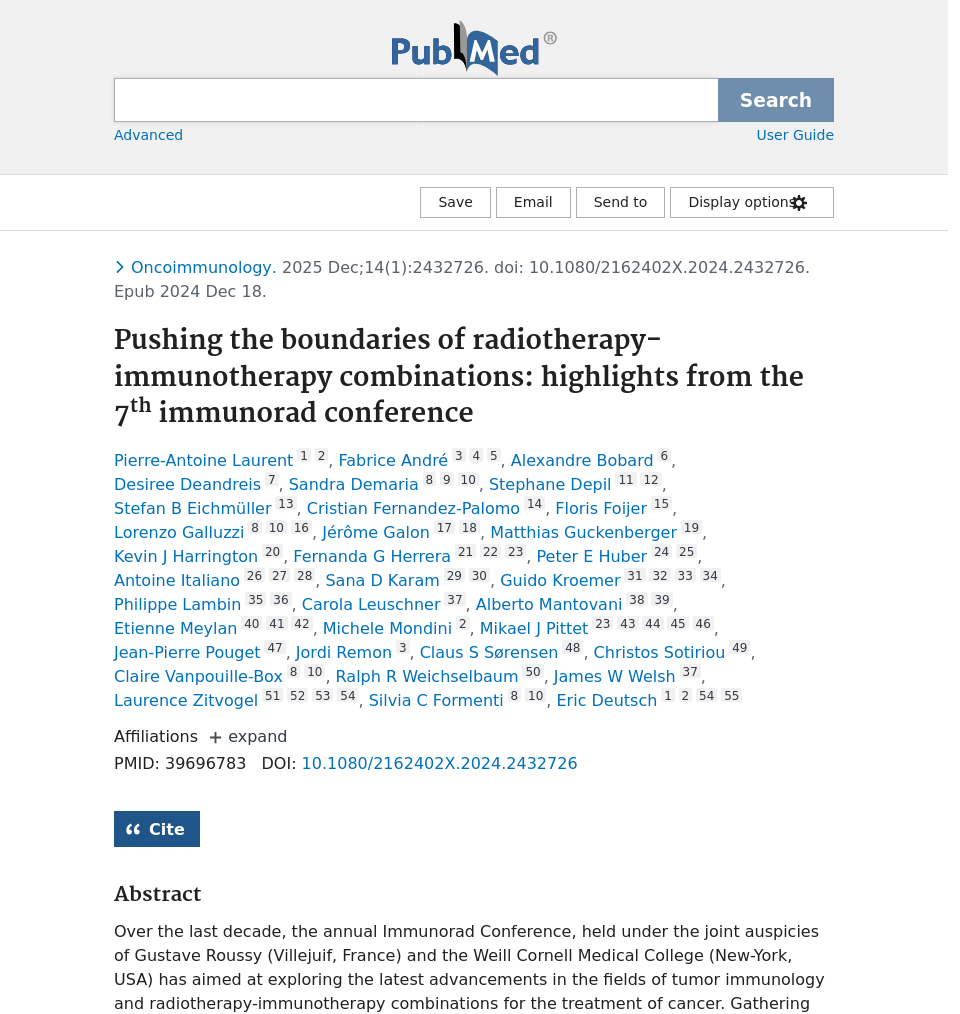 PubMed®
Search
Advanced
User Guide
Save
Email
Send to
Display options
Oncoimmunology. 2025 Dec;14(1):2432726. doi: 10.1080/2162402X.2024.2432726.
Epub 2024 Dec 18.
Pushing the boundaries of radiotherapy-
immunotherapy combinations: highlights from the
7th immunorad conference
Pierre-Antoine Laurent 1 2, Fabrice André 3 4 5, Alexandre Bobard 6,
Desiree Deandreis 7, Sandra Demaria 8 9 10, Stephane Depil 11 12,
Stefan B Eichmüller 13, Cristian Fernandez-Palomo 14, Floris Foijer 15,
Lorenzo Galluzzi 8 10 16, Jérôme Galon 17 18, Matthias Guckenberger 19,
Kevin J Harrington 20, Fernanda G Herrera 21 22 23, Peter E Huber 24 25,
Antoine Italiano 26 27 28, Sana D Karam 29 30, Guido Kroemer 31 32 33 34,
Philippe Lambin 35 36, Carola Leuschner 37, Alberto Mantovani 38 39,
Etienne Meylan 40 41 42, Michele Mondini 2, Mikael J Pittet 23 43 44 45 46,
Jean-Pierre Pouget 47, Jordi Remon 3, Claus S Sørensen 48, Christos Sotiriou 49,
Claire Vanpouille-Box 8 10, Ralph R Weichselbaum 50, James W Welsh 37,
Laurence Zitvogel 51 52 53 54, Silvia C Formenti 8 10, Eric Deutsch 1 2 54 55
Affiliations + expand
PMID: 39696783 DOI: 10.1080/2162402X.2024.2432726
Cite
Abstract
Over the last decade, the annual Immunorad Conference, held under the joint auspicies
of Gustave Roussy (Villejuif, France) and the Weill Cornell Medical College (New-York,
USA) has aimed at exploring the latest advancements in the fields of tumor immunology
and radiotherapy-immunotherapy combinations for the treatment of cancer. Gathering